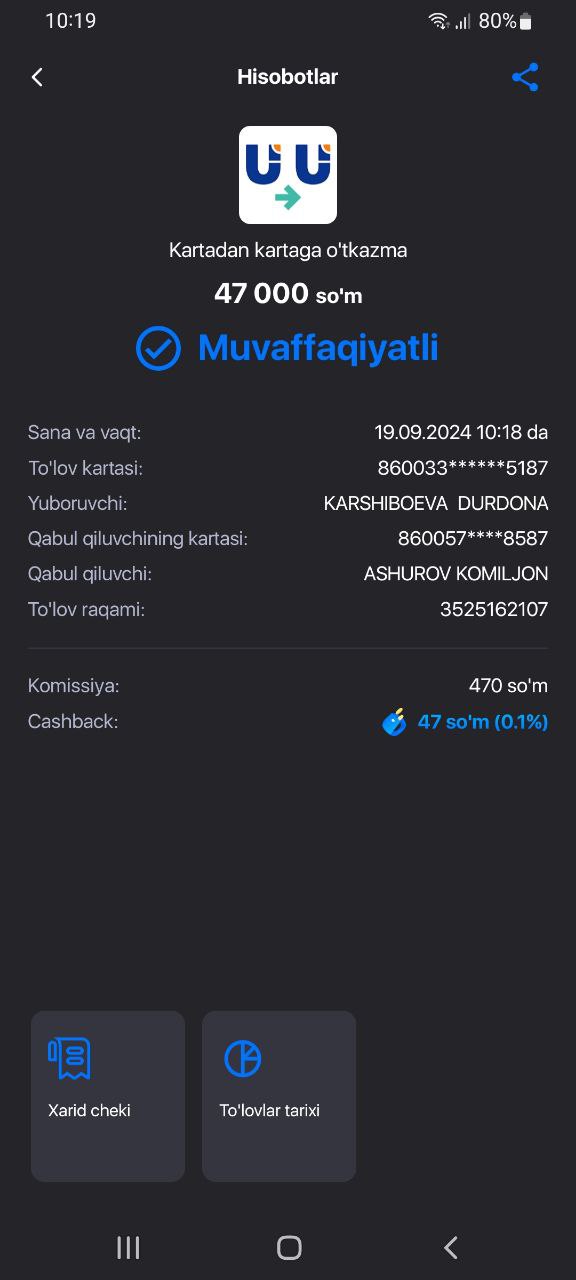 10:19 80%
Hisobotlar
Kartadan kartaga o'tkazma
47 000 so'm
Muvaffaqiyatli
Sana va vaqt: 19.09.2024 10:18 da
To'lov kartasi: 860033******5187
Yuboruvchi: KARSHIBOEVA DURDONA
Qabul qiluvchining kartasi: 860057****8587
Qabul qiluvchi: ASHUROV KOMILJON
To'lov raqami: 3525162107
Komissiya: 470 so'm
Cashback: 47 so'm (0.1%)
Xarid cheki To'lovlar tarixi